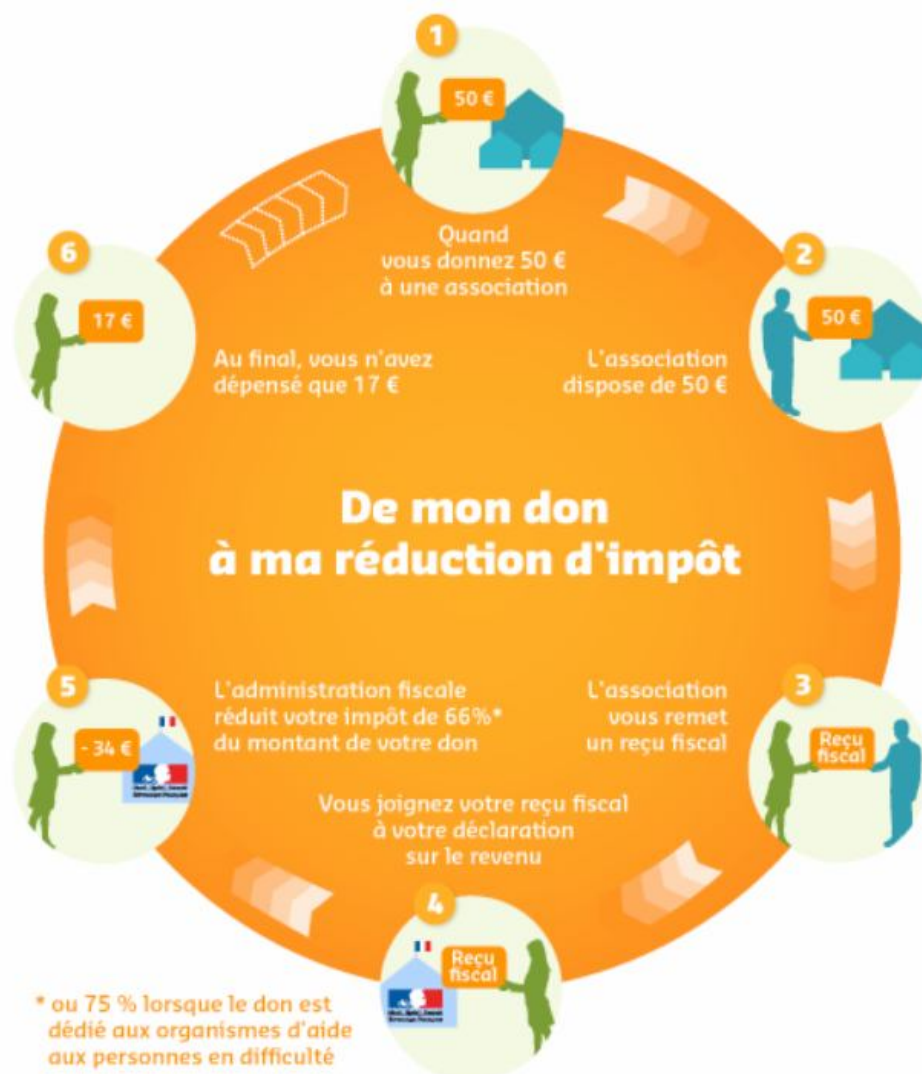 1
50 €
Quand
vous donnez 50 €
à une association
2
50 €
L'association
dispose de 50 €
De mon don
à ma réduction d'impôt
3
Reçu
fiscal
L'association
vous remet
un reçu fiscal
4
Reçu
fiscal
Vous joignez votre reçu fiscal
à votre déclaration
sur le revenu
5
- 34 €
L'administration fiscale
réduit votre impôt de 66%*
du montant de votre don
6
17 €
Au final, vous n'avez
dépensé que 17 €
* ou 75 % lorsque le don est
dédié aux organismes d'aide
aux personnes en difficulté